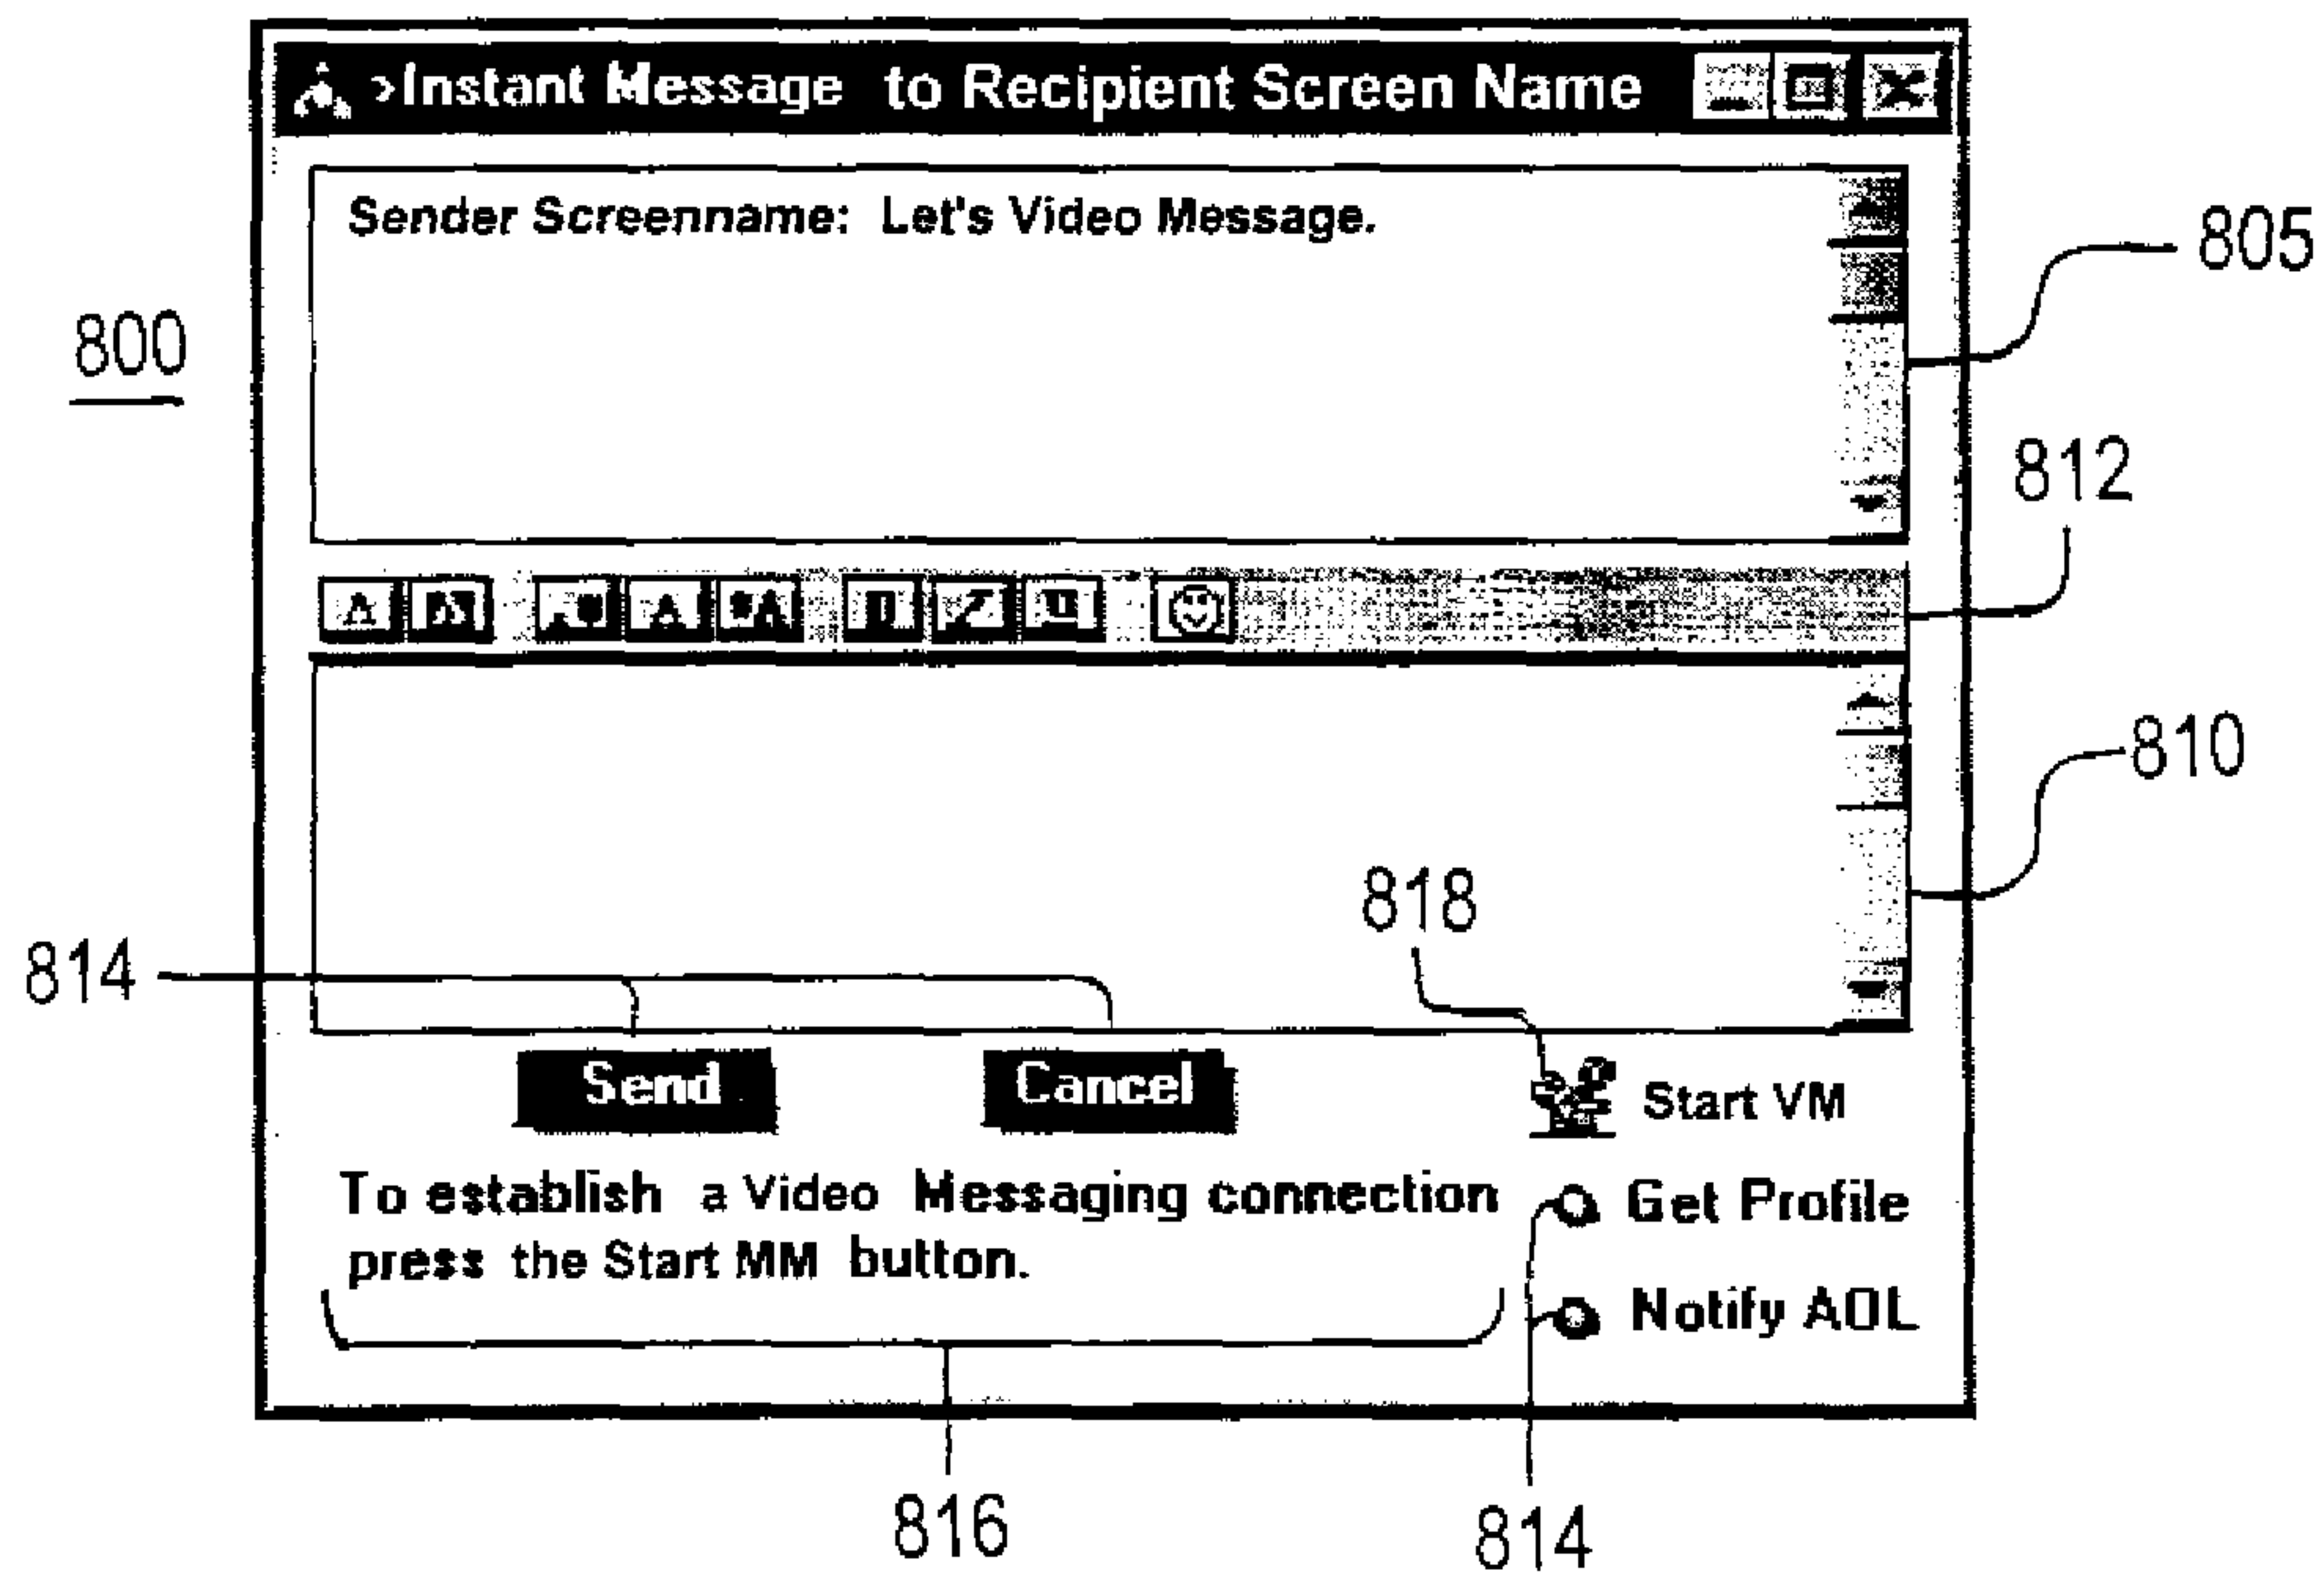 >Instant Message to Recipient Screen Name
Sender Screenname: Let's Video Message.
805
800
812
810
818
814
Send Cancel Start VM
To establish a Video Messaging connection
press the Start MM button.
Get Profile
Notify AOL
816
814